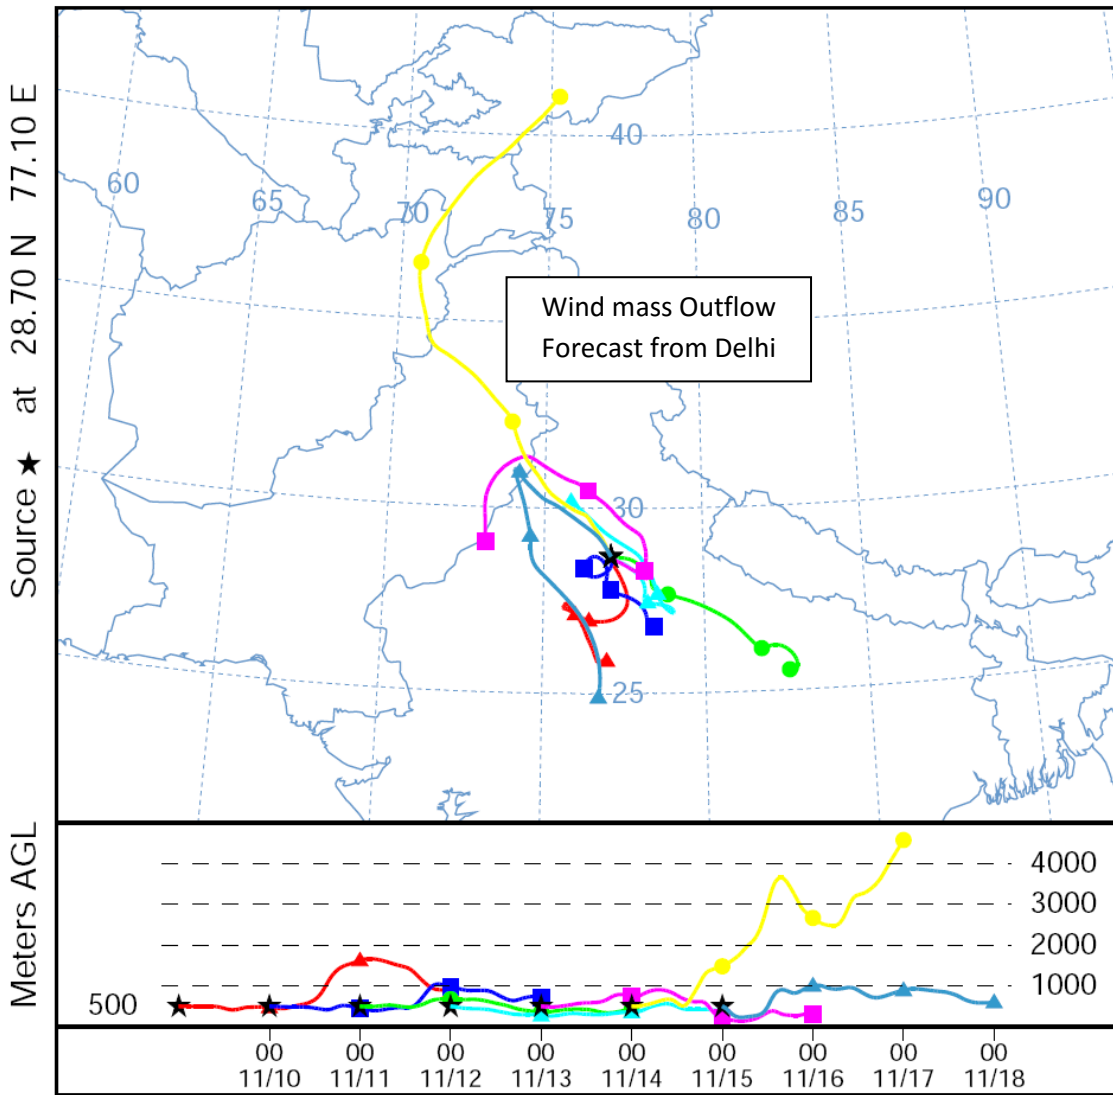 Source ★ at 28.70 N 77.10 E
40
60
65
70
75
80
85
90
Wind mass Outflow
Forecast from Delhi
30
25
Meters AGL
4000
3000
2000
1000
500
00 00 00 00 00 00 00 00 00
11/10 11/11 11/12 11/13 11/14 11/15 11/16 11/17 11/18